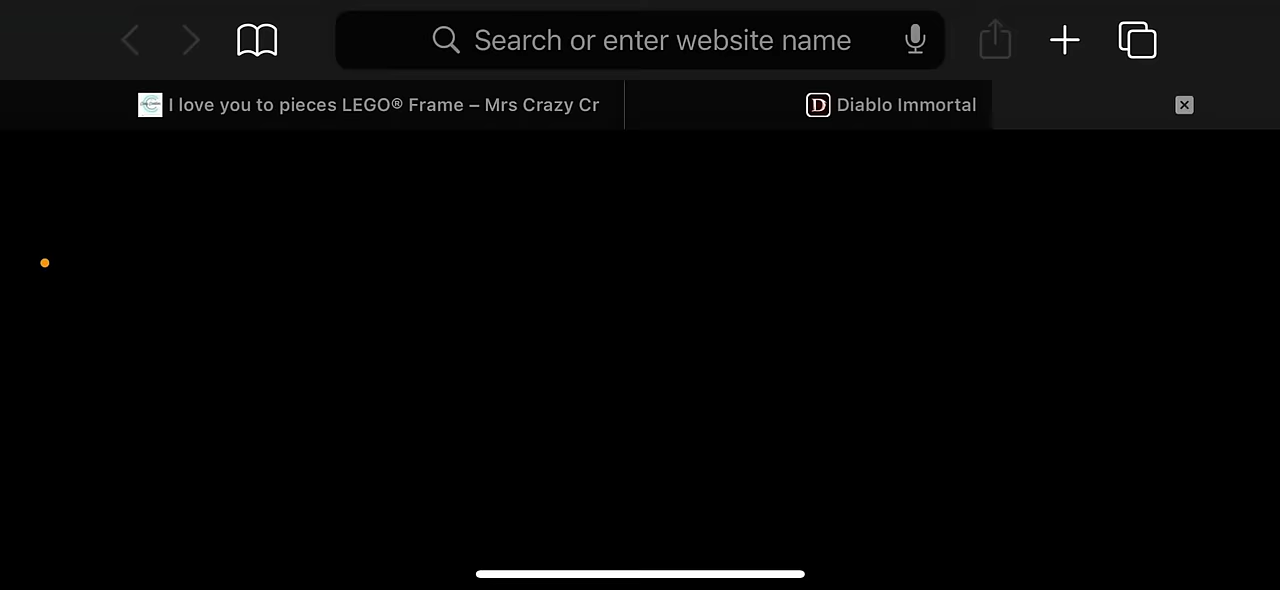 Search or enter website name
I love you to pieces LEGO® Frame – Mrs Crazy Cr
D Diablo Immortal